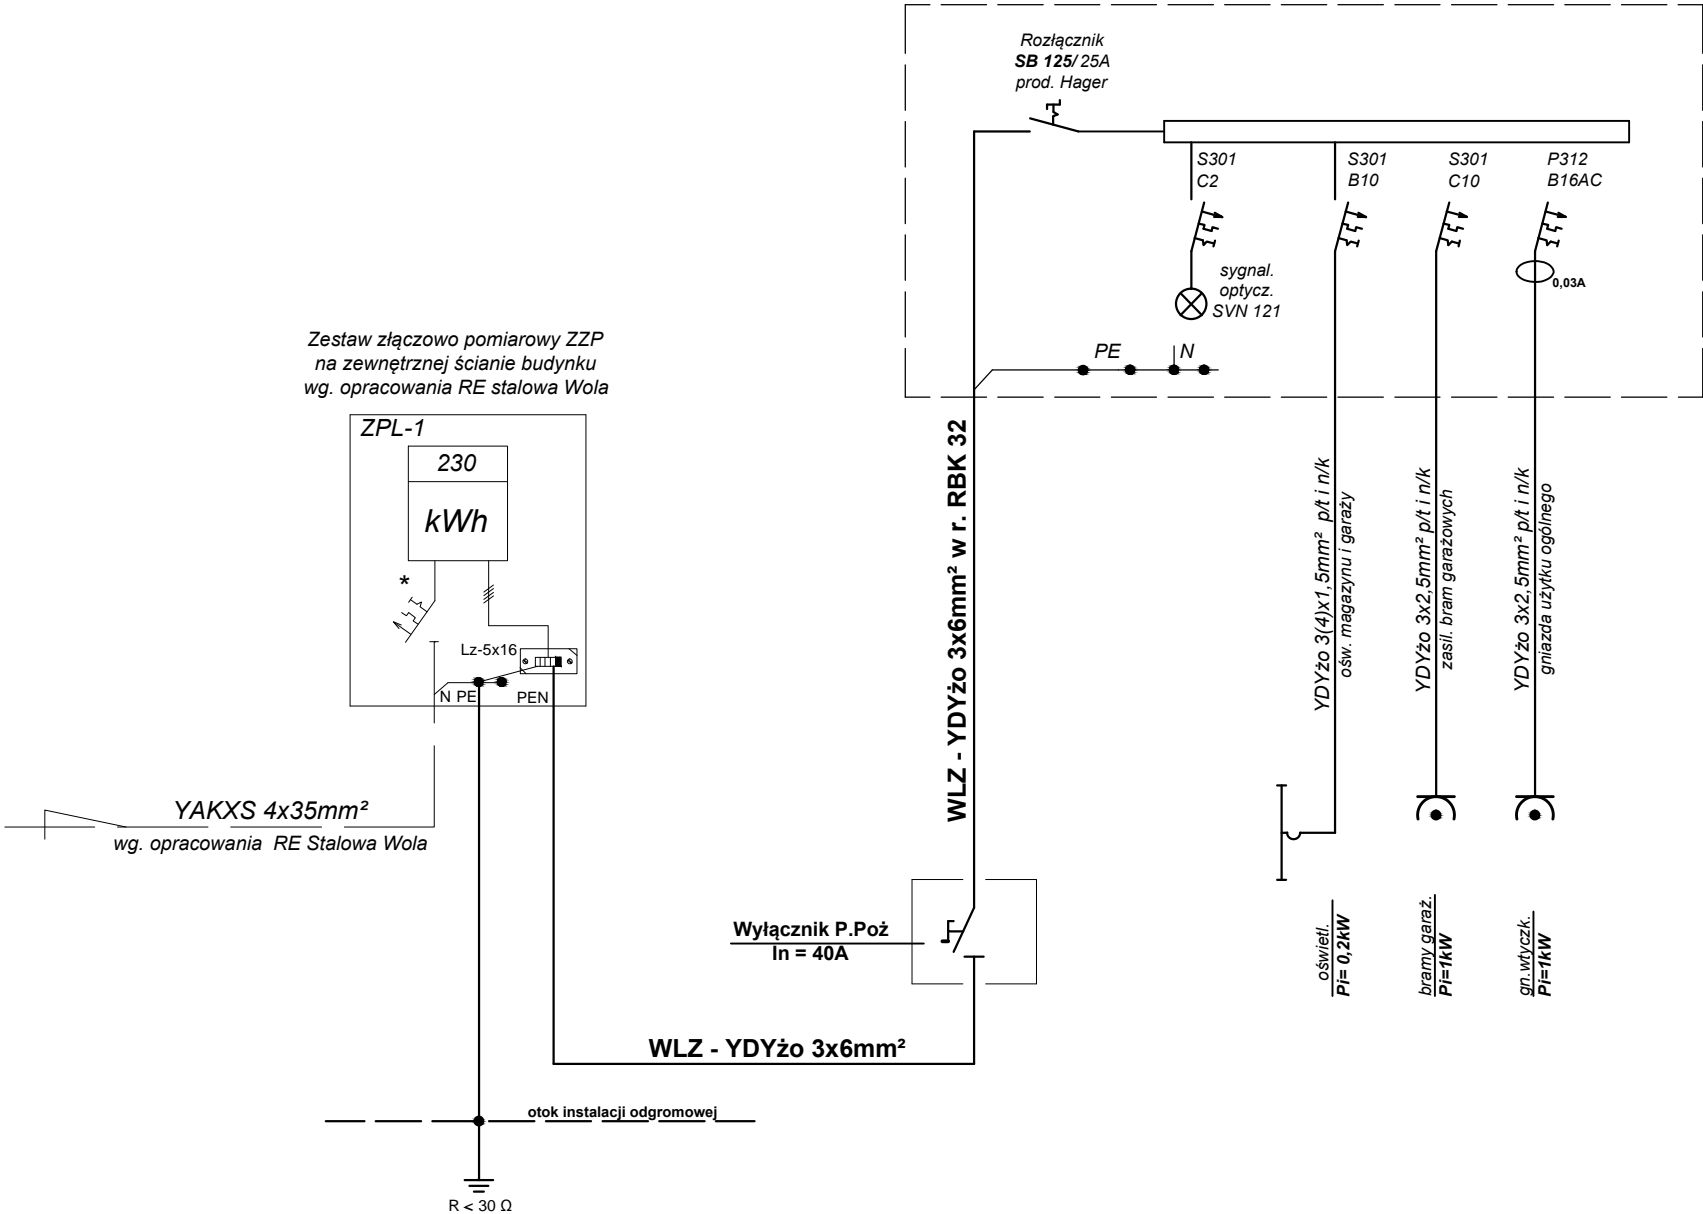 Rozłącznik
SB 125/ 25A
prod. Hager
S301
C2
S301
B10
S301
C10
P312
B16AC
sygnal.
optycz.
SVN 121
0,03A
PE
N
Zestaw złączowo pomiarowy ZZP
na zewnętrznej ścianie budynku
wg. opracowania RE stalowa Wola
ZPL-1
230
kWh
*
Lz-5x16
N PE
PEN
YAKXS 4x35mm²
wg. opracowania RE Stalowa Wola
WLZ - YDYżo 3x6mm² w r. RBK 32
YDYżo 3(4)x1,5mm² p/t i n/k
ośw. magazynu i garaży
YDYżo 3x2,5mm² p/t i n/k
zasil. bram garażowych
YDYżo 3x2,5mm² p/t i n/k
gniazda użytku ogólnego
Wyłącznik P.Poż
In = 40A
oświetl.
Pi= 0,2kW
bramy garaż.
Pi=1kW
gn.wtyczk.
Pi=1kW
WLZ - YDYżo 3x6mm²
otok instalacji odgromowej
R < 30 Ω